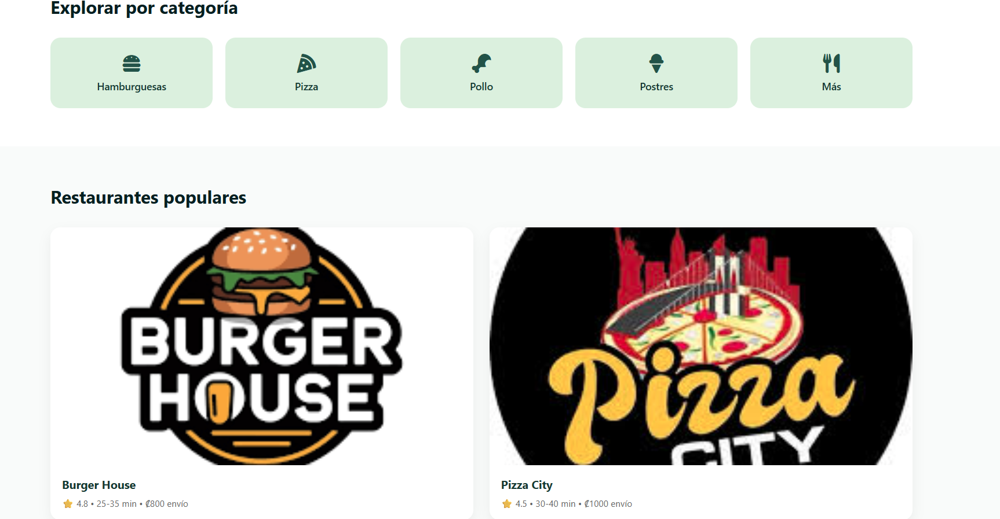 Explorar por categoría
Hamburguesas
Pizza
Pollo
Postres
Más
Restaurantes populares
BURGER
HOUSE
Pizza
CITY
Burger House
4.8 • 25-35 min • ₡800 envío
Pizza City
4.5 • 30-40 min • ₡1000 envío